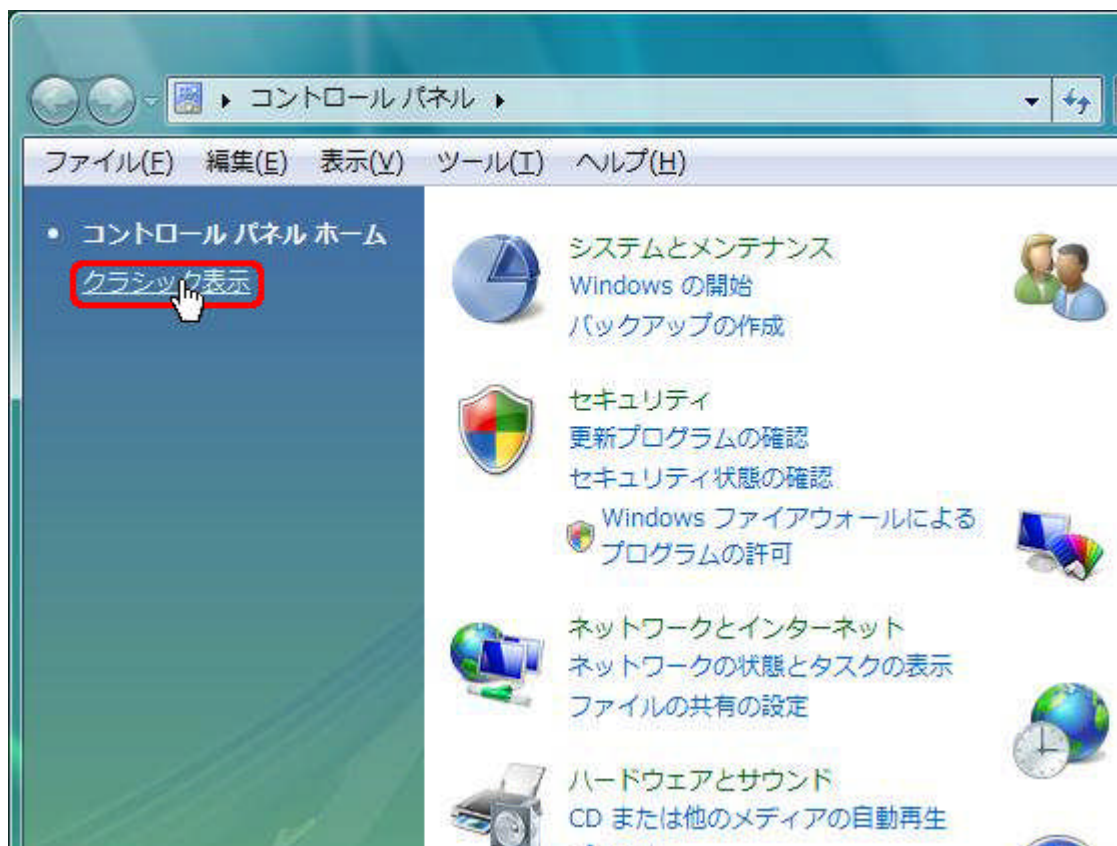 コントロール パネル
ファイル(F) 編集(E) 表示(V) ツール(T) ヘルプ(H)
コントロール パネル ホーム
クラシック表示
システムとメンテナンス
Windows の開始
バックアップの作成
セキュリティ
更新プログラムの確認
セキュリティ状態の確認
Windows ファイアウォールによる
プログラムの許可
ネットワークとインターネット
ネットワークの状態とタスクの表示
ファイルの共有の設定
ハードウェアとサウンド
CD または他のメディアの自動再生